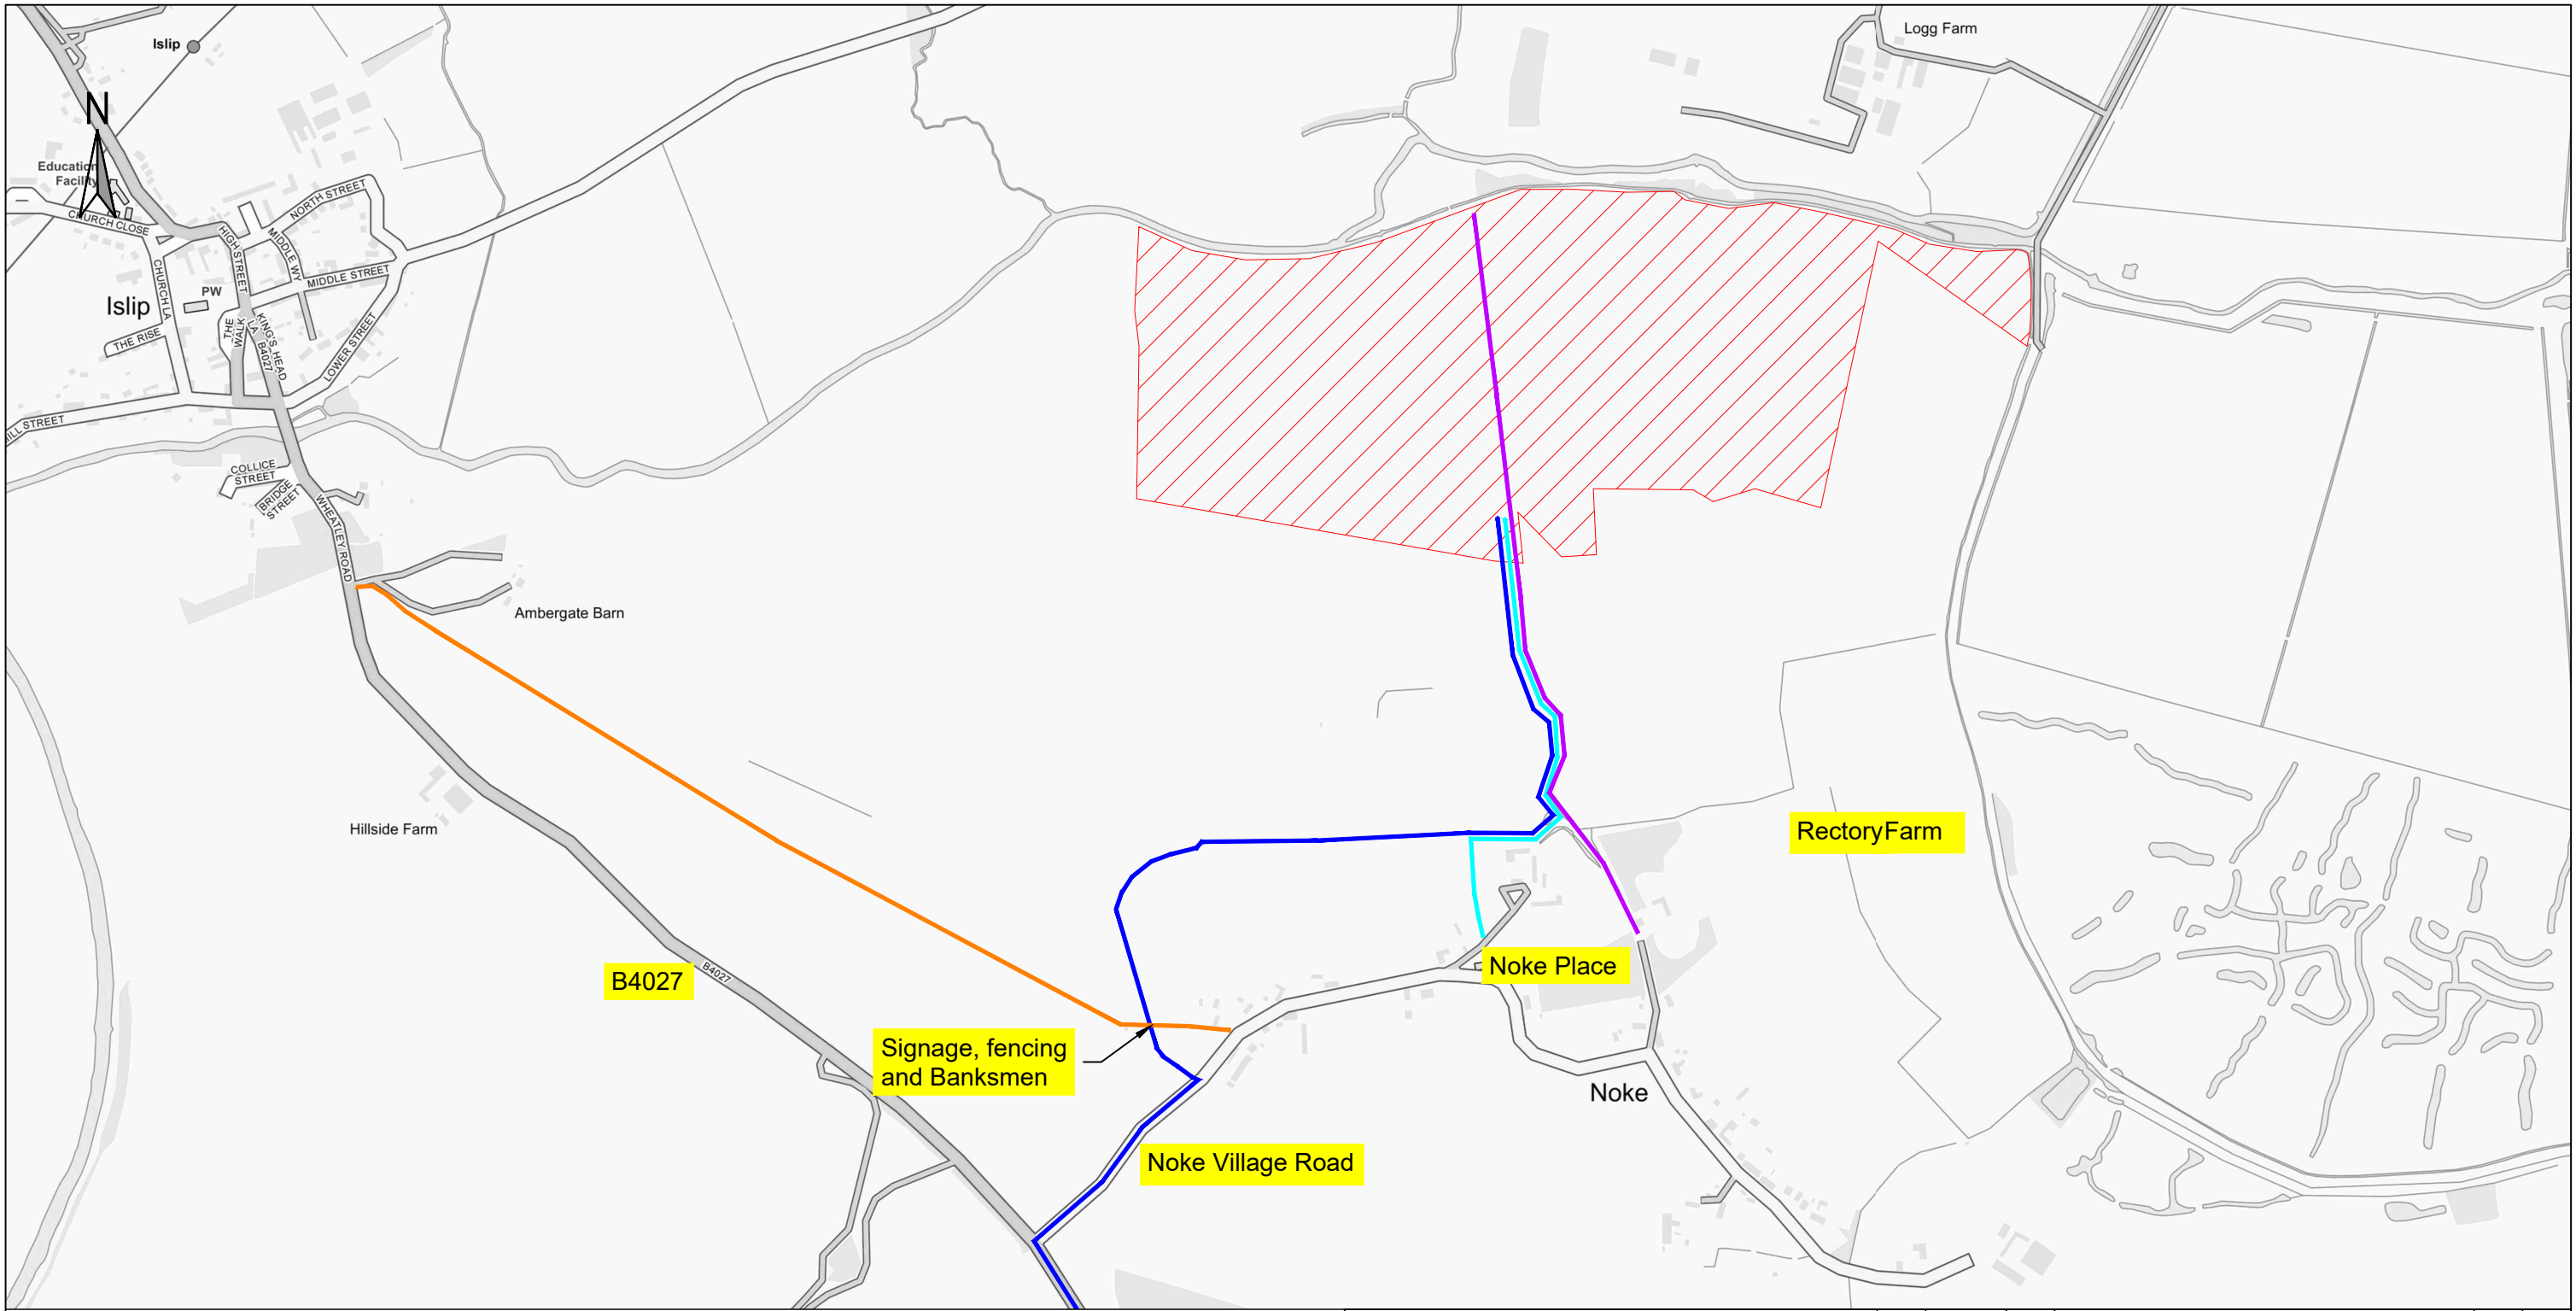 Islip
Logg Farm
N
Education
Facility
CHURCH CLOSE
NORTH STREET
HIGH STREET
MIDDLE WY
MIDDLE STREET
CHURCH LA
PW
Islip
THE RISE
THE
WALK
KING'S HEAD
LA
B4027
LOWER STREET
MILL STREET
COLLICE
STREET
BRIDGE
STREET
WHEATLEY ROAD
Ambergate Barn
Hillside Farm
RectoryFarm
B4027
B4027
Noke Place
Signage, fencing
and Banksmen
Noke
Noke Village Road